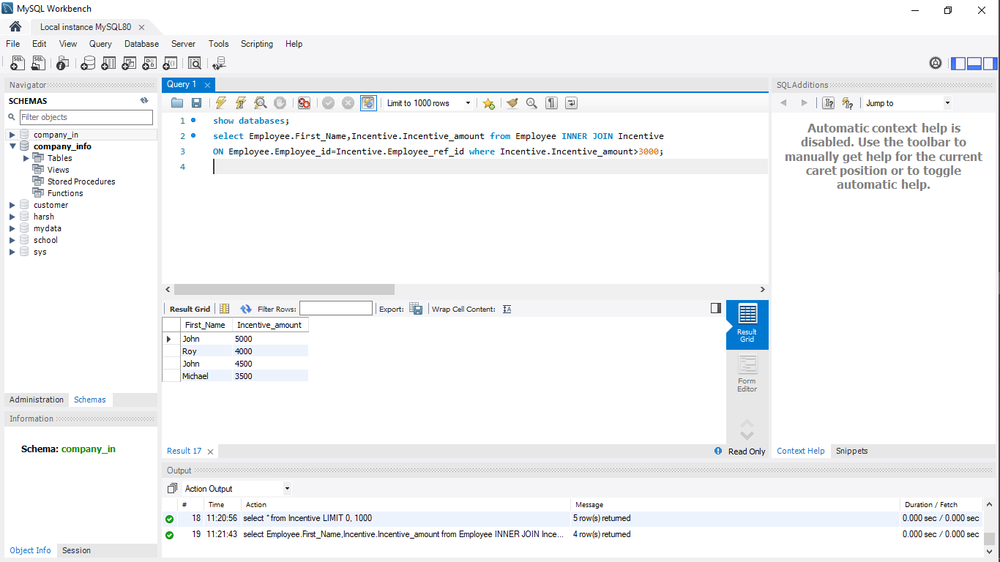 MySQL Workbench
Local instance MySQL80
File Edit View Query Database Server Tools Scripting Help
Navigator
SCHEMAS
Filter objects
company_in
company_info
Tables
Views
Stored Procedures
Functions
customer
harsh
mydata
school
sys
Administration Schemas
Information
Schema: company_in
Object Info Session
Query 1
Limit to 1000 rows
1 show databases;
2 select Employee.First_Name,Incentive.Incentive_amount from Employee INNER JOIN Incentive
3 ON Employee.Employee_id=Incentive.Employee_ref_id where Incentive.Incentive_amount>3000;
4
Result Grid Filter Rows: Export: Wrap Cell Content:
First_Name Incentive_amount
John 5000
Roy 4000
John 4500
Michael 3500
Result
Grid
Form
Editor
Result 17 Read Only
SQLAdditions
Jump to
Automatic context help is
disabled. Use the toolbar to
manually get help for the current
caret position or to toggle
automatic help.
Context Help Snippets
Output
Action Output
# Time Action Message Duration / Fetch
18 11:20:56 select * from Incentive LIMIT 0, 1000 5 row(s) returned 0.000 sec / 0.000 sec
19 11:21:43 select Employee.First_Name,Incentive.Incentive_amount from Employee INNER JOIN Ince... 4 row(s) returned 0.000 sec / 0.000 sec